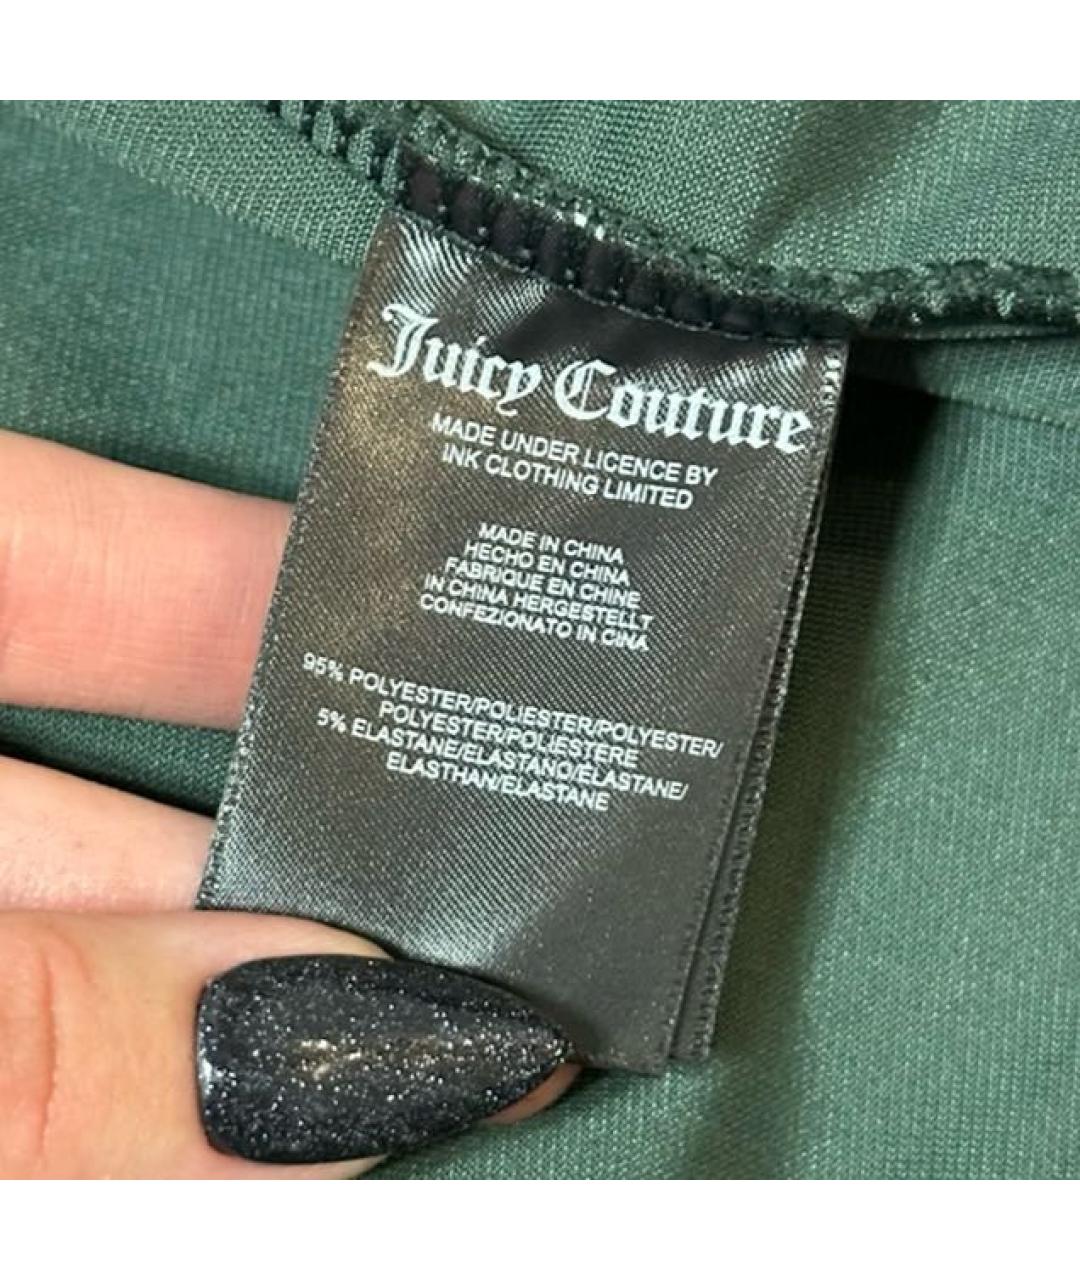 Juicy Couture
MADE UNDER LICENCE BY
INK CLOTHING LIMITED
MADE IN CHINA
HECHO EN CHINA
FABRIQUE EN CHINE
IN CHINA HERGESTELLT
CONFEZIONATO IN CINA
95% POLYESTER/POLIESTER/POLYESTER/
POLYESTER/POLIESTERE
5% ELASTANE/ELASTANO/ELASTANE/
ELASTHAN/ELASTANE